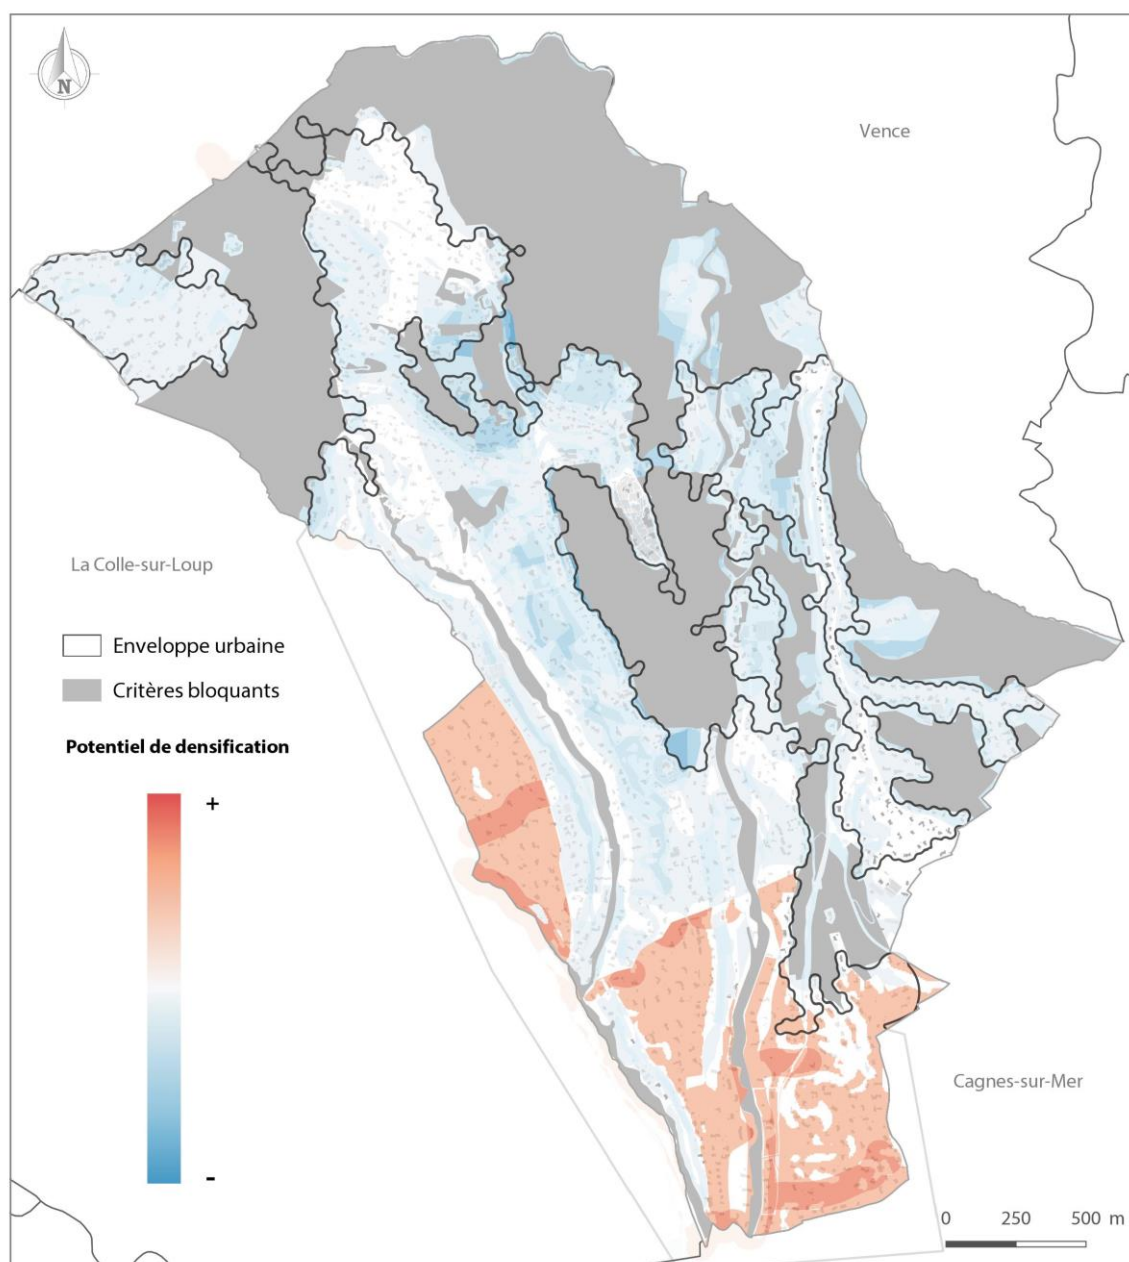 N
Vence
La Colle-sur-Loup
Enveloppe urbaine
Critères bloquants
Potentiel de densification
+
-
Cagnes-sur-Mer
0 250 500 m